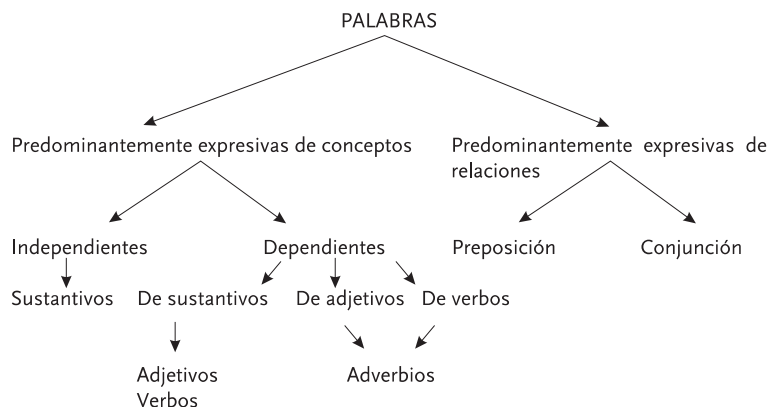 PALABRAS
Predominantemente expresivas de conceptos
Predominantemente expresivas de
relaciones
Independientes
Dependientes
Preposición
Conjunción
Sustantivos
De sustantivos
De adjetivos
De verbos
Adjetivos
Verbos
Adverbios